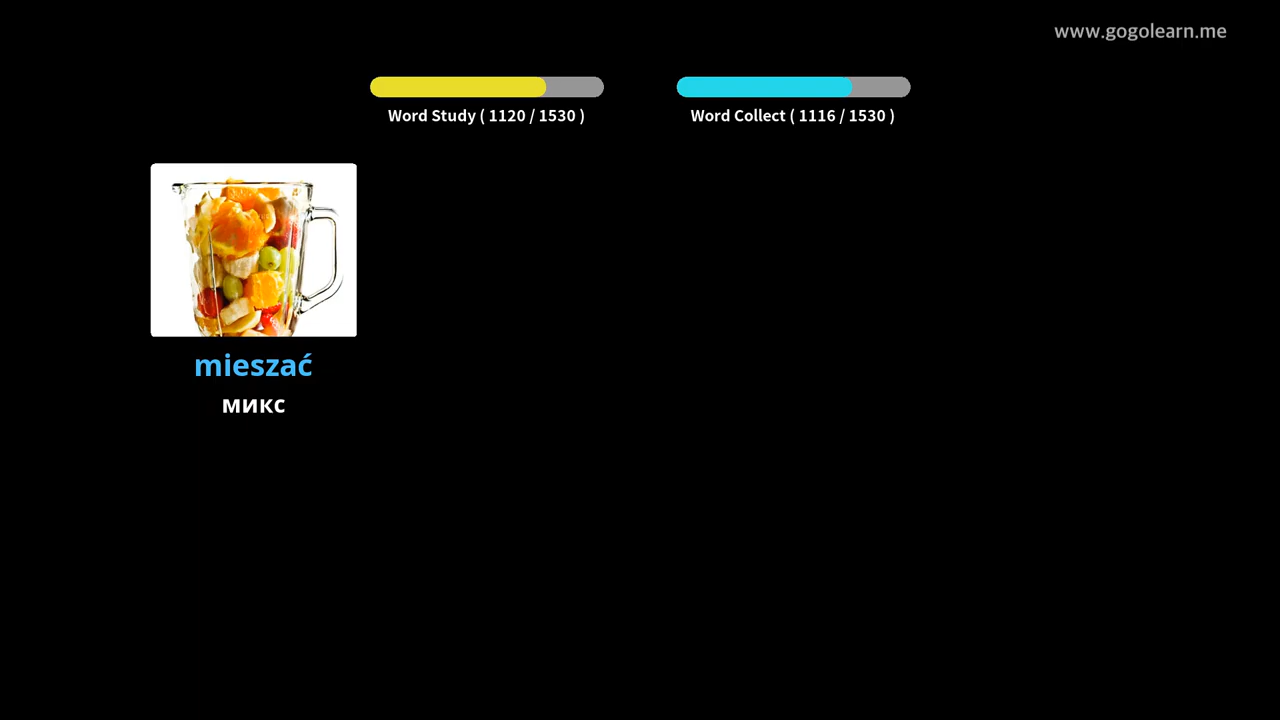 www.gogolearn.me
Word Study ( 1120 / 1530 )
Word Collect ( 1116 / 1530 )
mieszać
микс